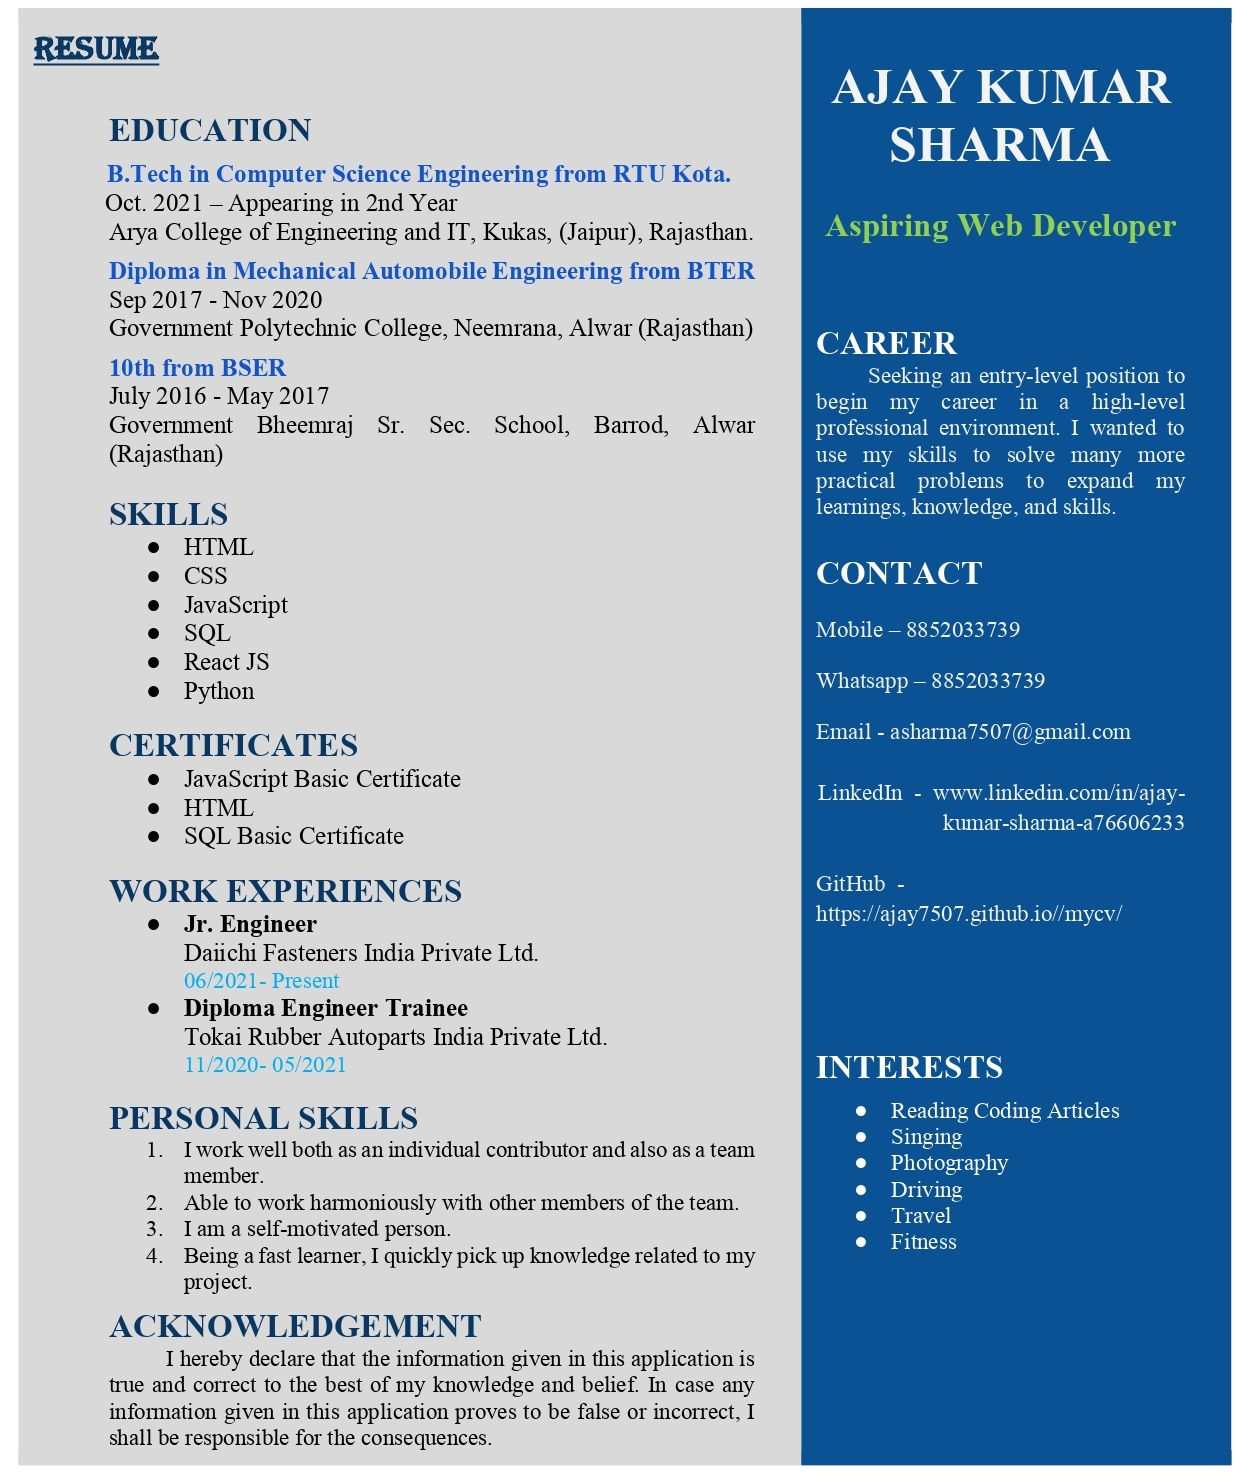 RESUME
EDUCATION
B.Tech in Computer Science Engineering from RTU Kota.
Oct. 2021 – Appearing in 2nd Year
Arya College of Engineering and IT, Kukas, (Jaipur), Rajasthan.
Diploma in Mechanical Automobile Engineering from BTER
Sep 2017 - Nov 2020
Government Polytechnic College, Neemrana, Alwar (Rajasthan)
10th from BSER
July 2016 - May 2017
Government Bheemraj Sr. Sec. School, Barrod, Alwar
(Rajasthan)
SKILLS
● HTML
● CSS
● JavaScript
● SQL
● React JS
● Python
CERTIFICATES
● JavaScript Basic Certificate
● HTML
● SQL Basic Certificate
WORK EXPERIENCES
● Jr. Engineer
Daiichi Fasteners India Private Ltd.
06/2021- Present
● Diploma Engineer Trainee
Tokai Rubber Autoparts India Private Ltd.
11/2020- 05/2021
PERSONAL SKILLS
1. I work well both as an individual contributor and also as a team
member.
2. Able to work harmoniously with other members of the team.
3. I am a self-motivated person.
4. Being a fast learner, I quickly pick up knowledge related to my
project.
ACKNOWLEDGEMENT
I hereby declare that the information given in this application is
true and correct to the best of my knowledge and belief. In case any
information given in this application proves to be false or incorrect, I
shall be responsible for the consequences.
AJAY KUMAR
SHARMA
Aspiring Web Developer
CAREER
Seeking an entry-level position to
begin my career in a high-level
professional environment. I wanted to
use my skills to solve many more
practical problems to expand my
learnings, knowledge, and skills.
CONTACT
Mobile – 8852033739
Whatsapp – 8852033739
Email - asharma7507@gmail.com
LinkedIn - www.linkedin.com/in/ajay-
kumar-sharma-a76606233
GitHub -
https://ajay7507.github.io//mycv/
INTERESTS
● Reading Coding Articles
● Singing
● Photography
● Driving
● Travel
● Fitness